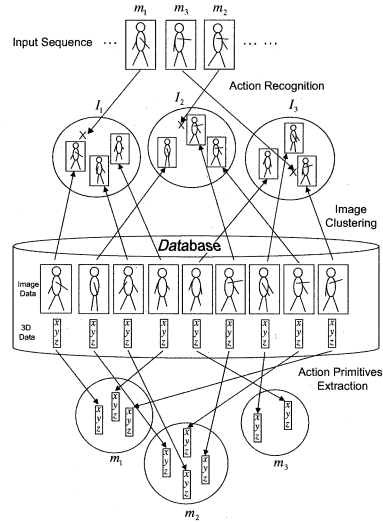 m₁ m₃ m₂
Input Sequence ... ... ...
Action Recognition
I₁ I₂ I₃
X X X
Image
Clustering
Database
Image
Data
3D
Data
x y z x y z x y z x y z x y z x y z x y z x y z x y z
Action Primitives
Extraction
x y z x y z x y z
x y z x y z
m₁ m₃
x y z x y z x y z x y z
m₂